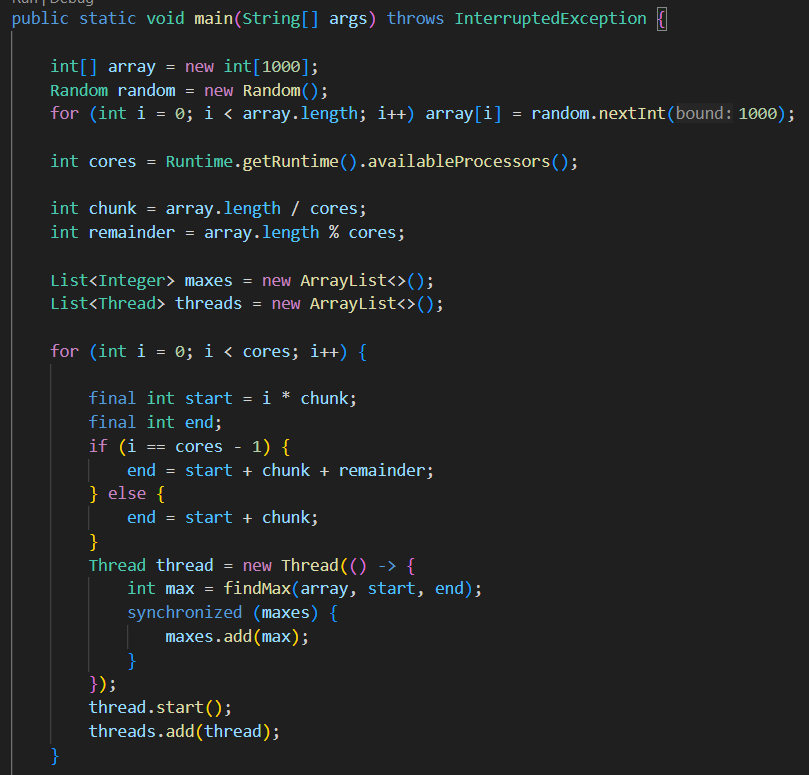 Run | Debug
public static void main(String[] args) throws InterruptedException {
int[] array = new int[1000];
Random random = new Random();
for (int i = 0; i < array.length; i++) array[i] = random.nextInt(bound: 1000);
int cores = Runtime.getRuntime().availableProcessors();
int chunk = array.length / cores;
int remainder = array.length % cores;
List<Integer> maxes = new ArrayList<>();
List<Thread> threads = new ArrayList<>();
for (int i = 0; i < cores; i++) {
final int start = i * chunk;
final int end;
if (i == cores - 1) {
end = start + chunk + remainder;
} else {
end = start + chunk;
}
Thread thread = new Thread(() -> {
int max = findMax(array, start, end);
synchronized (maxes) {
maxes.add(max);
}
});
thread.start();
threads.add(thread);
}